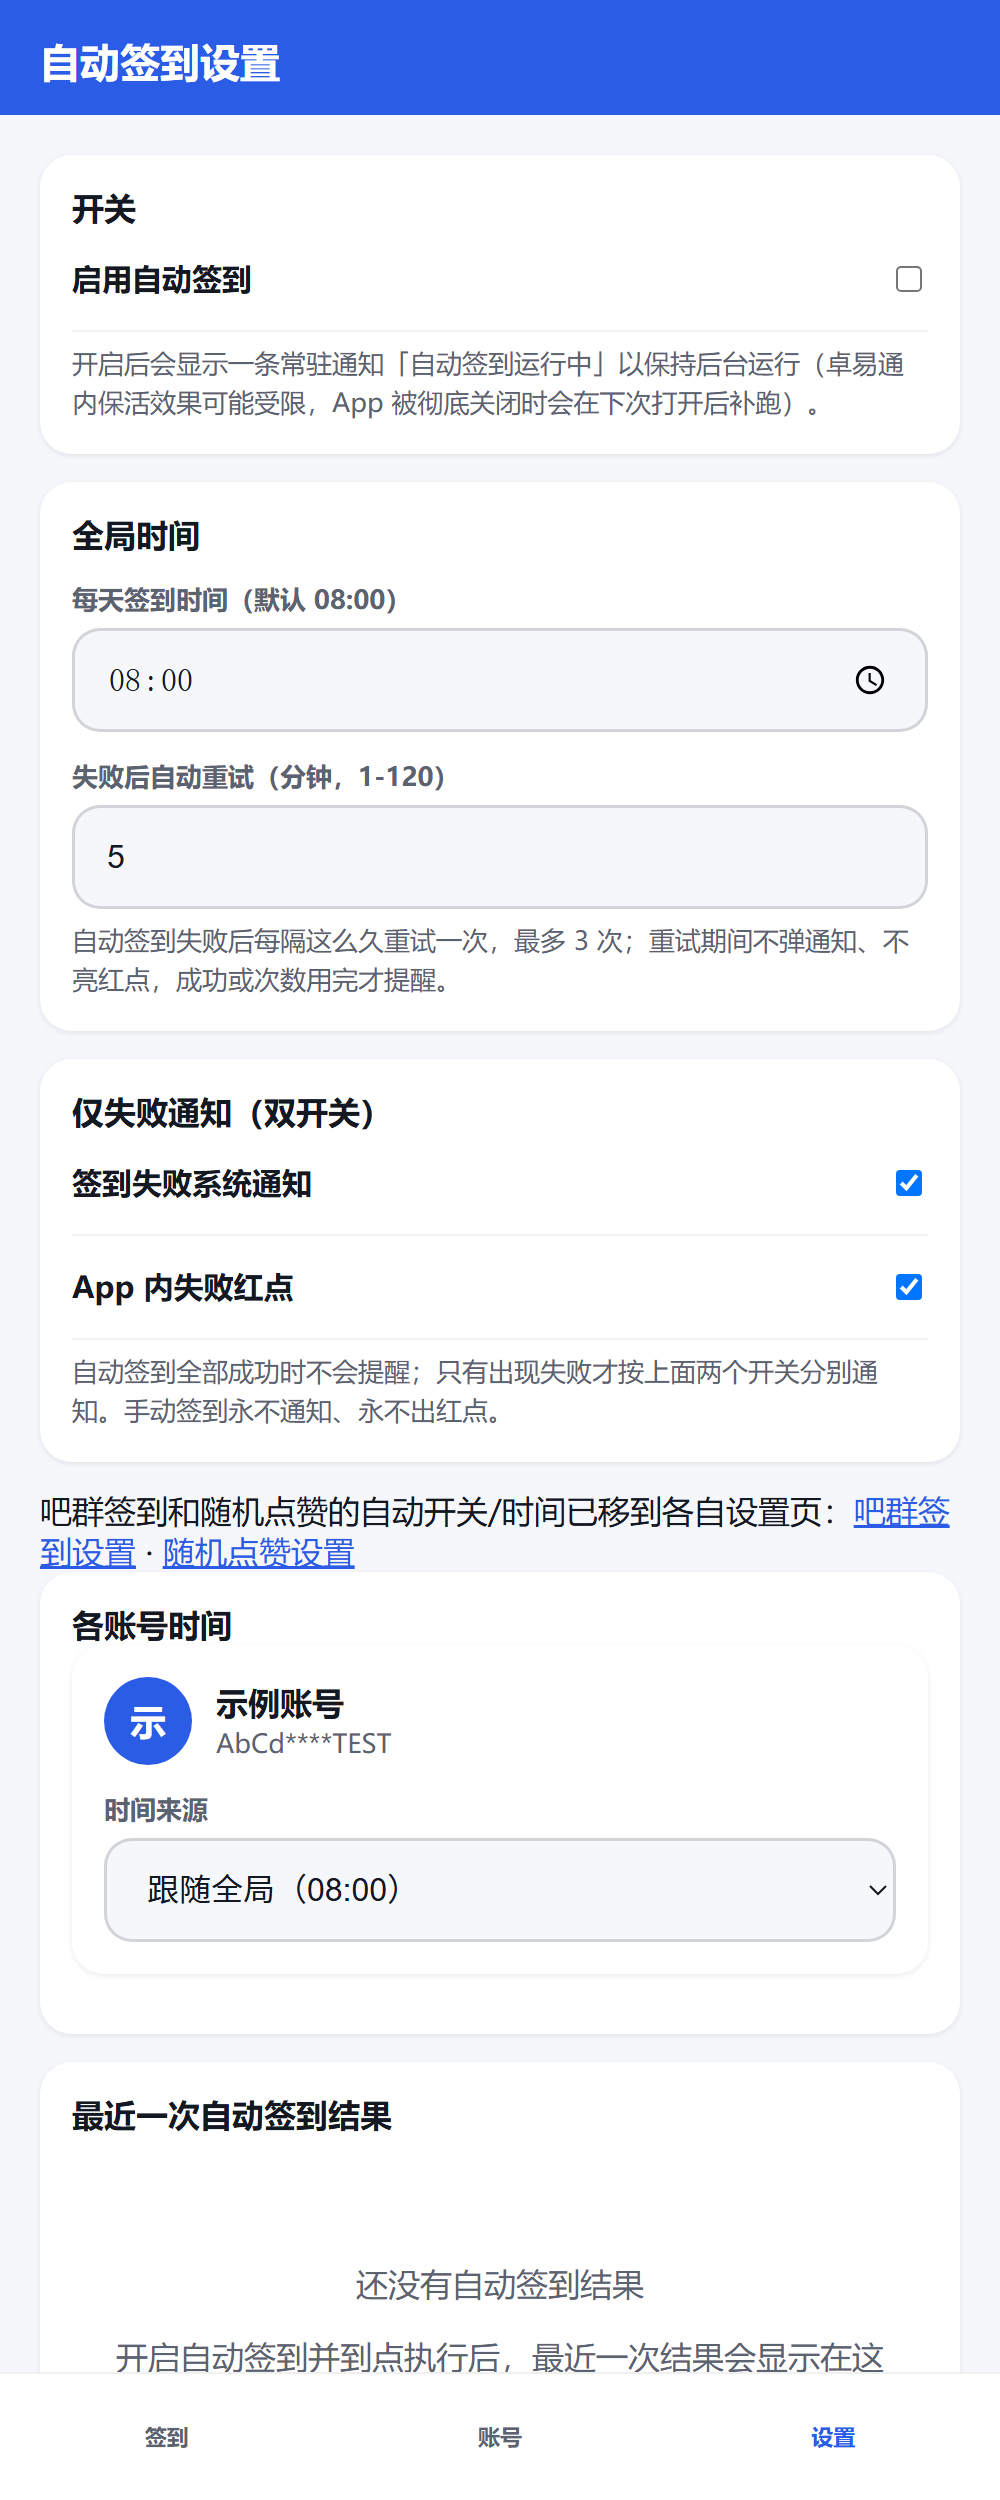 自动签到设置
开关
启用自动签到
开启后会显示一条常驻通知「自动签到运行中」以保持后台运行（卓易通
内保活效果可能受限，App 被彻底关闭时会在下次打开后补跑）。
全局时间
每天签到时间（默认 08:00）
08:00
失败后自动重试（分钟，1-120）
5
自动签到失败后每隔这么久重试一次，最多 3 次；重试期间不弹通知、不
亮红点，成功或次数用完才提醒。
仅失败通知（双开关）
签到失败系统通知
App 内失败红点
自动签到全部成功时不会提醒；只有出现失败才按上面两个开关分别通
知。手动签到永不通知、永不出红点。
吧群签到和随机点赞的自动开关/时间已移到各自设置页：吧群签
到设置 · 随机点赞设置
各账号时间
示
示例账号
AbCd****TEST
时间来源
跟随全局（08:00）
最近一次自动签到结果
还没有自动签到结果
开启自动签到并到点执行后，最近一次结果会显示在这
签到
账号
设置